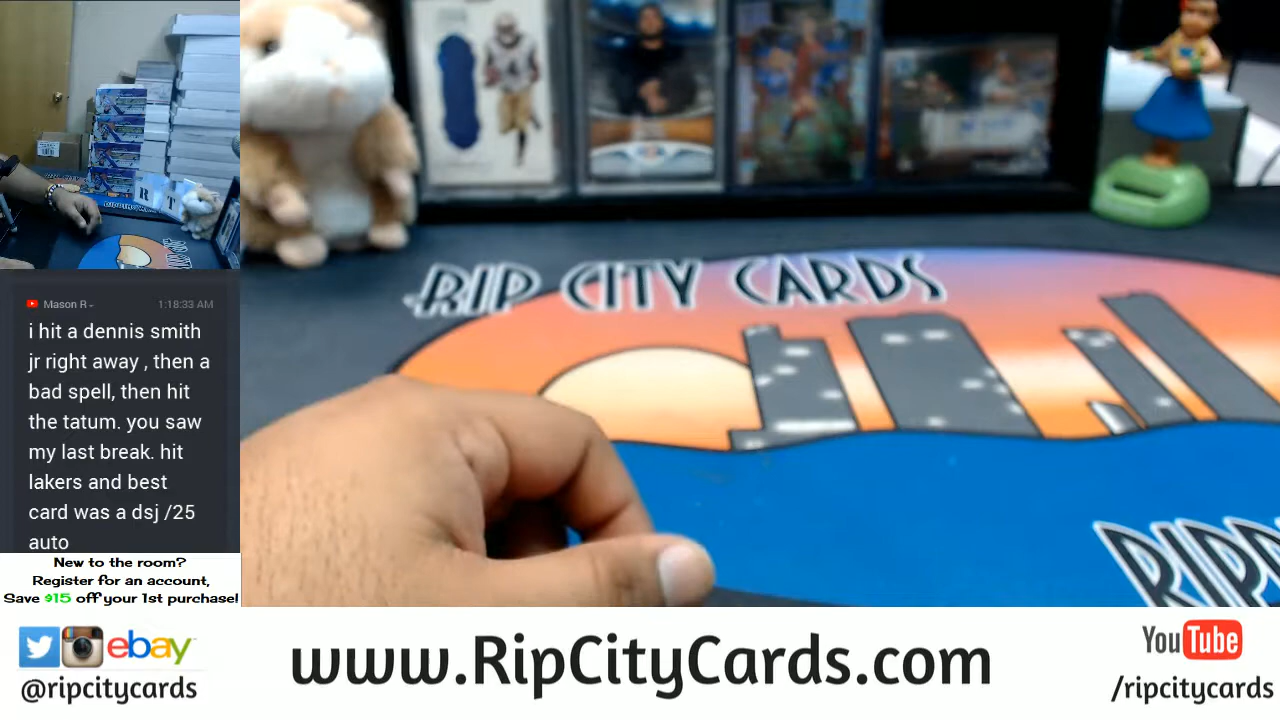 Mason R- 1:18:33 AM
i hit a dennis smith
jr right away , then a
bad spell, then hit
the tatum. you saw
my last break. hit
lakers and best
card was a dsj /25
auto
New to the room?
Register for an account,
Save $15 off your 1st purchase!
RIP CITY CARDS
ebay
@ripcitycards
www.RipCityCards.com
YouTube
/ripcitycards